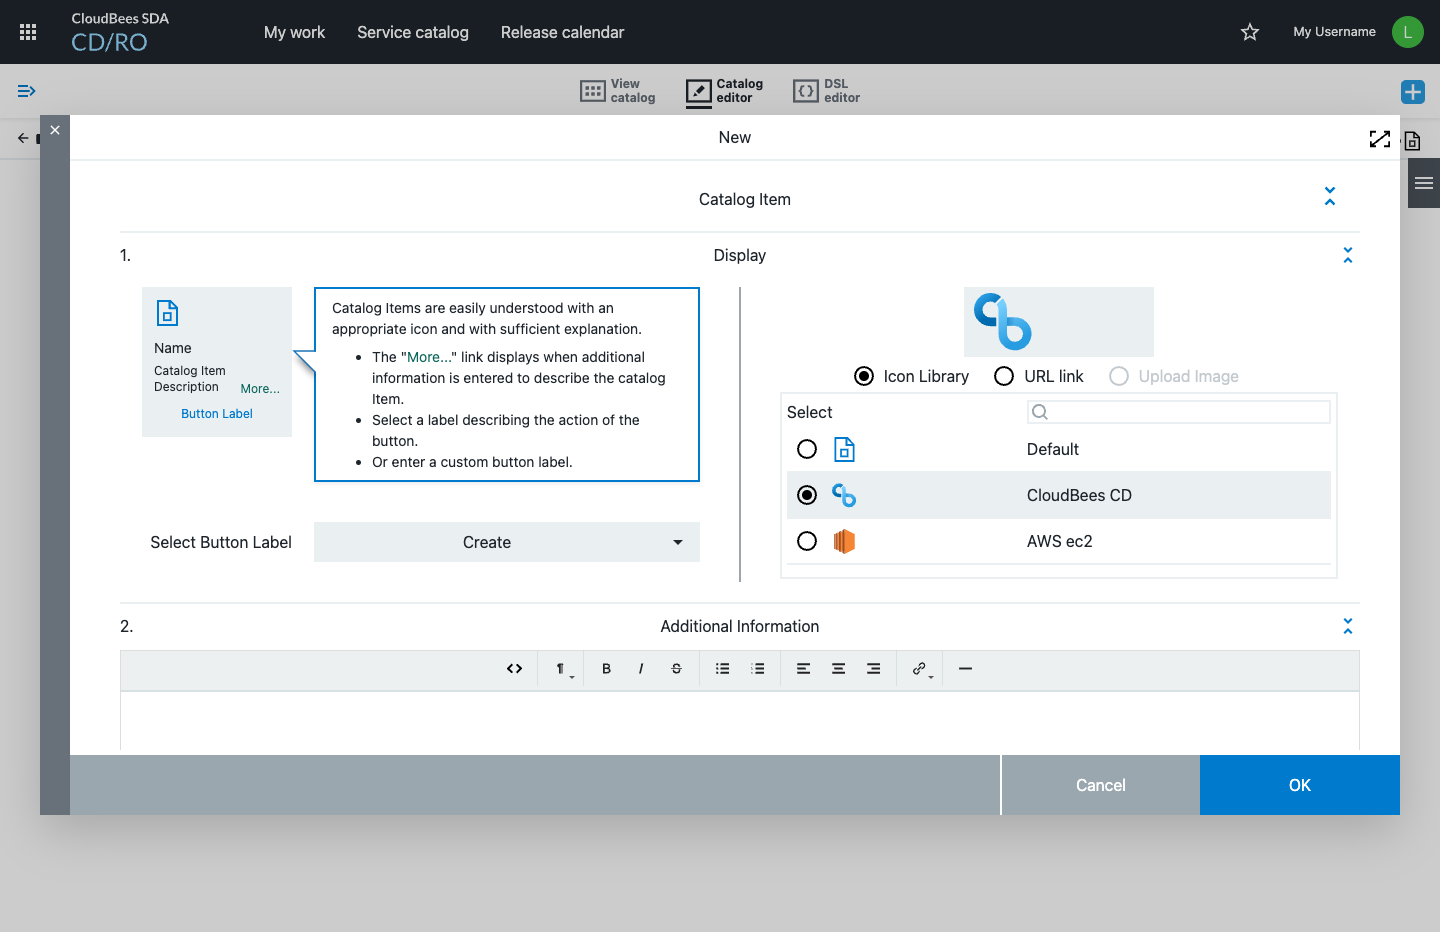 CloudBees SDA
CD/RO
My work
Service catalog
Release calendar
My Username
L
View
catalog
Catalog
editor
DSL
editor
New
Catalog Item
1.
Display
Name
Catalog Item
Description
More...
Button Label
Catalog Items are easily understood with an
appropriate icon and with sufficient explanation.
• The "More..." link displays when additional
information is entered to describe the catalog
Item.
• Select a label describing the action of the
button.
• Or enter a custom button label.
Select Button Label
Create
Icon Library
URL link
Upload Image
Select
Default
CloudBees CD
AWS ec2
2.
Additional Information
B
I
S
Cancel
OK